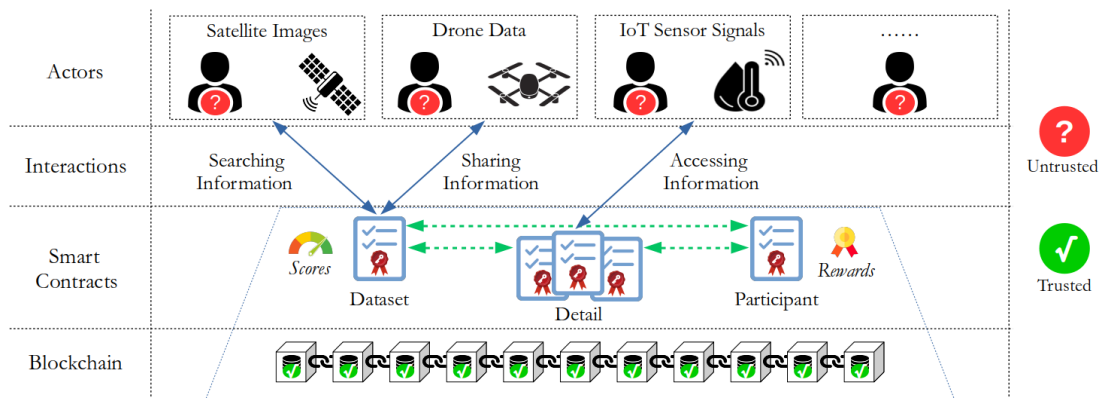 Actors
Satellite Images
Drone Data
IoT Sensor Signals
......
?
?
?
?
Interactions
Searching
Information
Sharing
Information
Accessing
Information
?
Untrusted
Smart
Contracts
Scores
Dataset
Detail
Participant
Rewards
√
Trusted
Blockchain
√
√
√
√
√
√
√
√
√
√
√